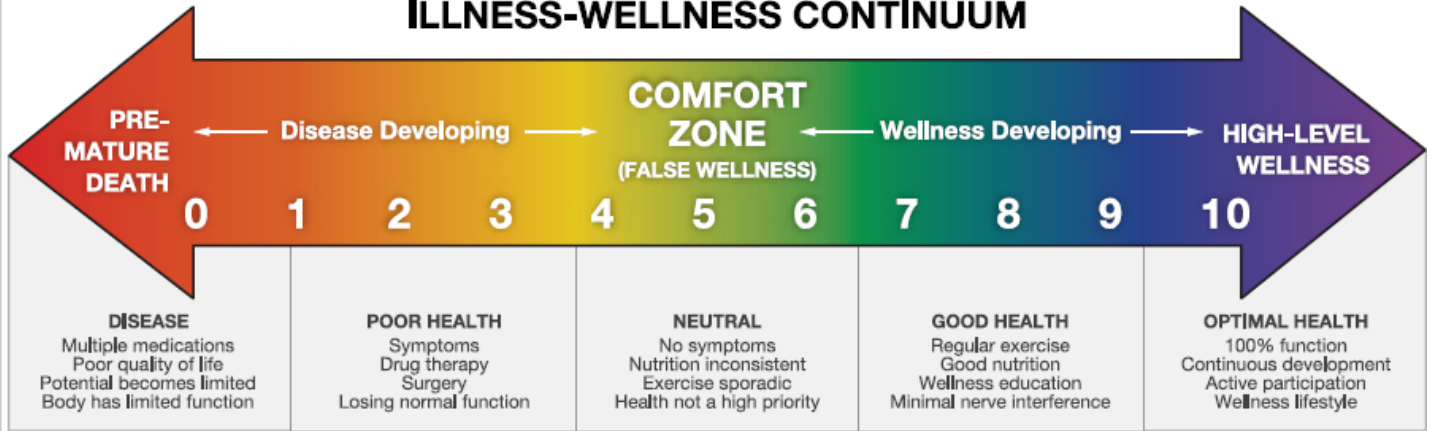 ILLNESS-WELLNESS CONTINUUM
PRE-
MATURE
DEATH
Disease Developing
COMFORT
ZONE
(FALSE WELLNESS)
Wellness Developing
HIGH-LEVEL
WELLNESS
0 1 2 3 4 5 6 7 8 9 10
DISEASE
Multiple medications
Poor quality of life
Potential becomes limited
Body has limited function
POOR HEALTH
Symptoms
Drug therapy
Surgery
Losing normal function
NEUTRAL
No symptoms
Nutrition inconsistent
Exercise sporadic
Health not a high priority
GOOD HEALTH
Regular exercise
Good nutrition
Wellness education
Minimal nerve interference
OPTIMAL HEALTH
100% function
Continuous development
Active participation
Wellness lifestyle